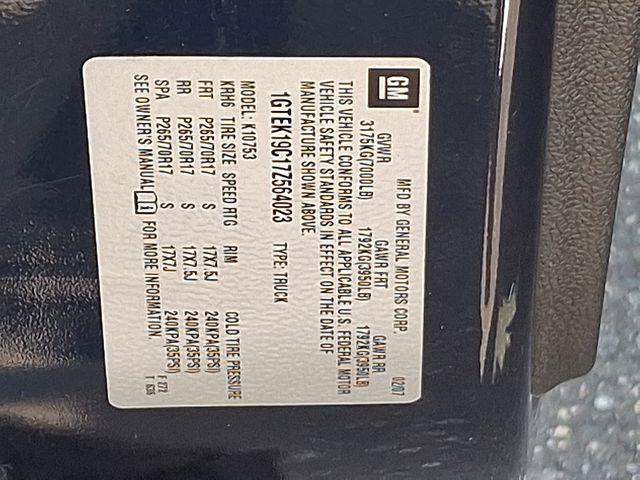 GM
®
MFD BY GENERAL MOTORS CORP. 02/07
GVWR GAWR FRT GAWR RR
3175KG(7000LB) 1792KG(3950LB) 1792KG(3950LB)
THIS VEHICLE CONFORMS TO ALL APPLICABLE U.S. FEDERAL MOTOR
VEHICLE SAFETY STANDARDS IN EFFECT ON THE DATE OF
MANUFACTURE SHOWN ABOVE.
1GTEK19C17Z564023 TYPE: TRUCK
MODEL: K10753
KRH6 TIRE SIZE SPEED RTG RIM COLD TIRE PRESSURE
FRT P265/70R17 S 17X7.5J 240KPA(35PSI)
RR P265/70R17 S 17X7.5J 240KPA(35PSI)
SPA P265/70R17 S 17X7J 240KPA(35PSI)
SEE OWNER'S MANUAL FOR MORE INFORMATION.
F 272
T 636